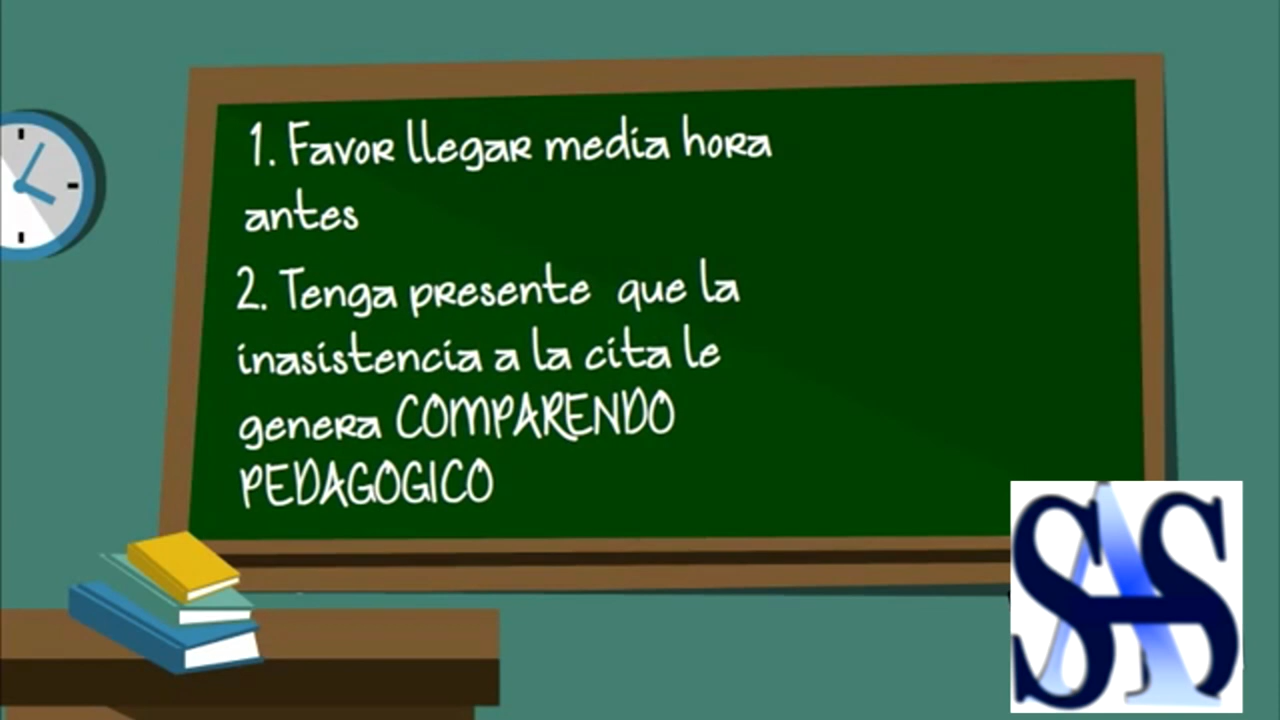 1. Favor llegar media hora
antes
2. Tenga presente que la
inasistencia a la cita le
genera COMPARENDO
PEDAGOGICO
SAS